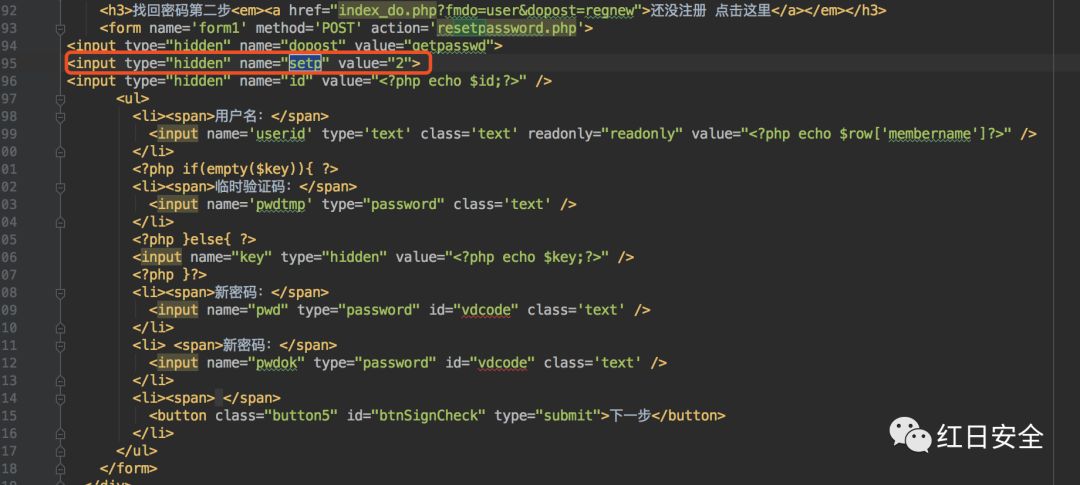 92 <h3>找回密码第二步<em><a href="index_do.php?fmdo=user&dopost=regnew">还没注册 点击这里</a></em></h3>
93 <form name='form1' method='POST' action='resetpassword.php'>
94 <input type="hidden" name="dopost" value="getpasswd">
95 <input type="hidden" name="setp" value="2">
96 <input type="hidden" name="id" value="<?php echo $id;?>" />
97 <ul>
98 <li><span>用户名：</span>
99 <input name='userid' type='text' class='text' readonly="readonly" value="<?php echo $row['membername']?>" />
00 </li>
01 <?php if(empty($key)){ ?>
02 <li><span>临时验证码：</span>
03 <input name='pwdtmp' type="password" class='text' />
04 </li>
05 <?php }else{ ?>
06 <input name="key" type="hidden" value="<?php echo $key;?>" />
07 <?php }?>
08 <li><span>新密码：</span>
09 <input name="pwd" type="password" id="vdcode" class='text' />
10 </li>
11 <li> <span>新密码：</span>
12 <input name="pwdok" type="password" id="vdcode" class='text' />
13 </li>
14 <li><span> </span>
15 <button class="button5" id="btnSignCheck" type="submit">下一步</button>
16 </li>
17 </ul>
18 </form>
19 </div>
红日安全